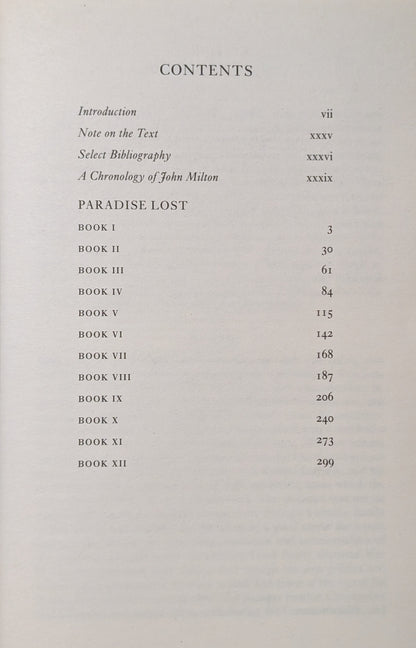 CONTENTS
Introduction vii
Note on the Text xxxv
Select Bibliography xxxvi
A Chronology of John Milton xxxix
PARADISE LOST
BOOK I 3
BOOK II 30
BOOK III 61
BOOK IV 84
BOOK V 115
BOOK VI 142
BOOK VII 168
BOOK VIII 187
BOOK IX 206
BOOK X 240
BOOK XI 273
BOOK XII 299